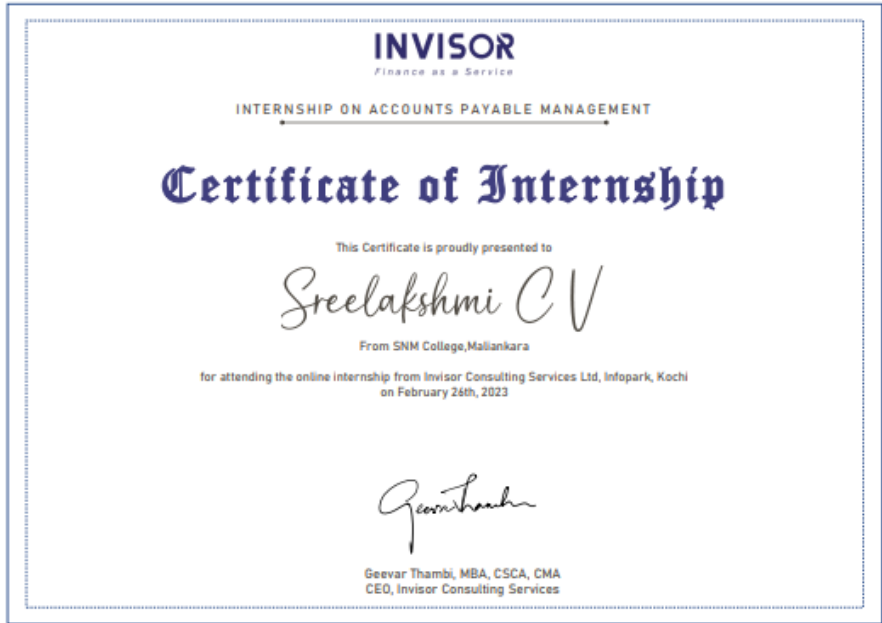 INVISOR
Finance as a Service
INTERNSHIP ON ACCOUNTS PAYABLE MANAGEMENT
Certificate of Internship
This Certificate is proudly presented to
Sreelakshmi C V
From SNM College,Maliankara
for attending the online internship from Invisor Consulting Services Ltd, Infopark, Kochi
on February 26th, 2023
Geevar Thambi
Geevar Thambi, MBA, CSCA, CMA
CEO, Invisor Consulting Services